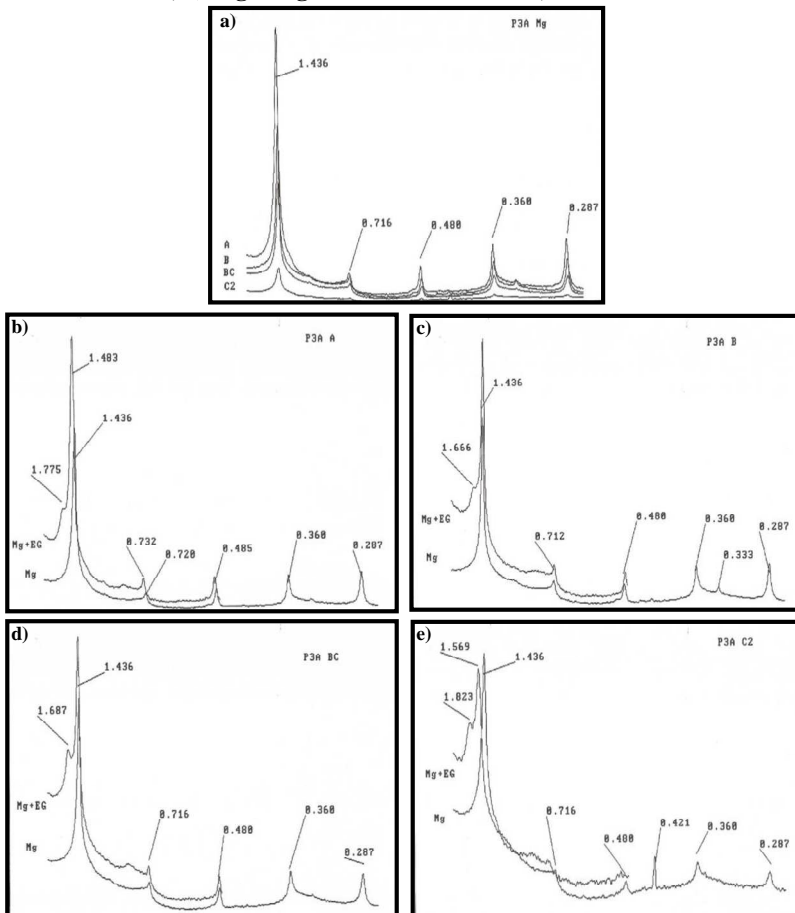 a)
P3A Mg
1.436
0.716
0.480
0.360
0.287
A
B
BC
C2
b)
P3A A
1.483
1.436
1.775
Mg+EG
Mg
0.732
0.720
0.485
0.360
0.287
c)
P3A B
1.436
1.666
Mg+EG
Mg
0.712
0.480
0.360
0.333
0.287
d)
P3A BC
1.436
1.687
Mg+EG
Mg
0.716
0.480
0.360
0.287
e)
P3A C2
1.569
1.436
1.823
Mg+EG
Mg
0.716
0.480
0.421
0.360
0.287